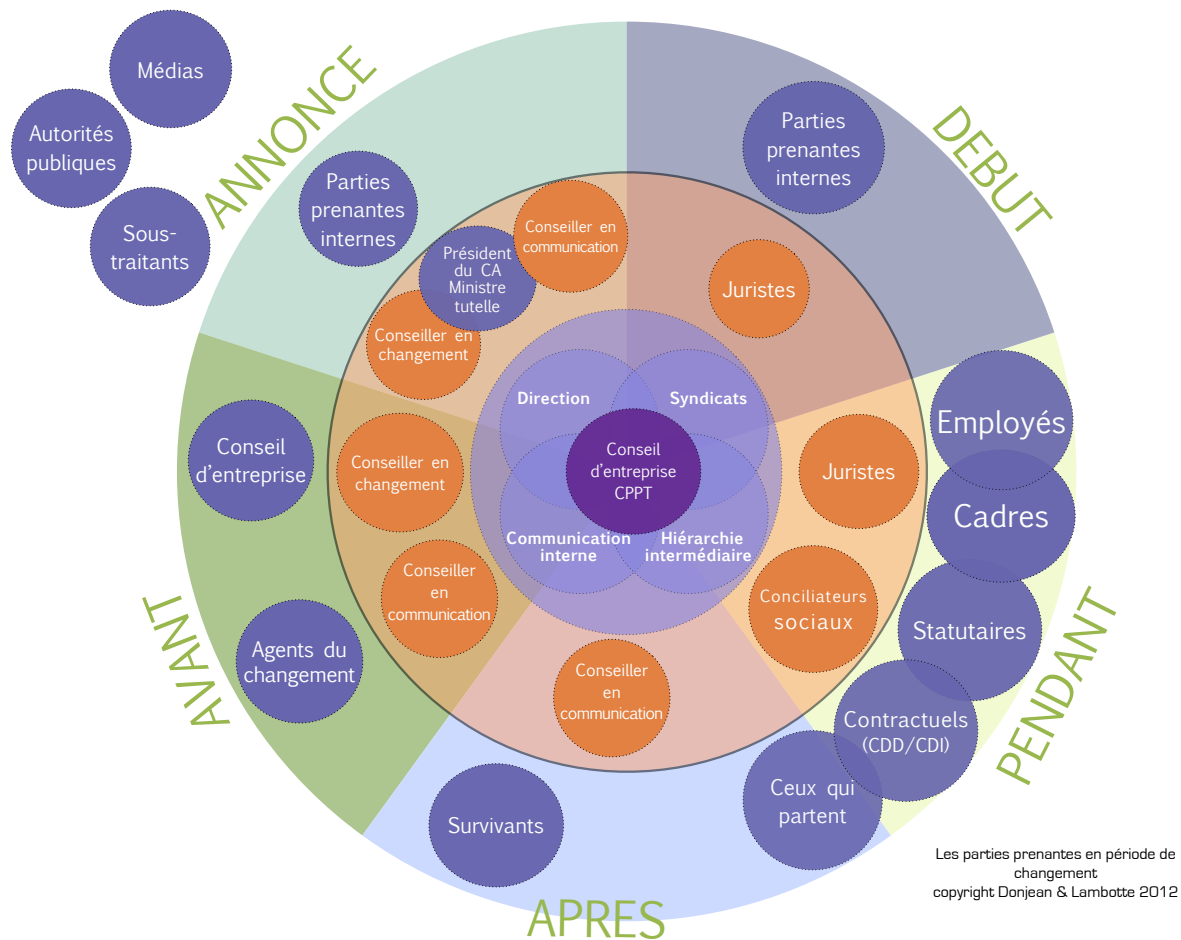 Médias
Autorités
publiques
Sous-
traitants
ANNONCE
Parties
prenantes
internes
Président
du CA
Ministre
tutelle
Conseiller en
communication
Conseiller en
changement
DEBUT
Parties
prenantes
internes
Juristes
Direction
Syndicats
Conseil
d'entreprise
CPPT
Communication
interne
Hiérarchie
intermédiaire
AVANT
Conseil
d'entreprise
Conseiller en
changement
Conseiller
en
communication
Agents du
changement
PENDANT
Employés
Cadres
Juristes
Conciliateurs
sociaux
Statutaires
Contractuels
(CDD/CDI)
Ceux qui
partent
APRES
Conseiller
en
communication
Survivants
Les parties prenantes en période de
changement
copyright Donjean & Lambotte 2012